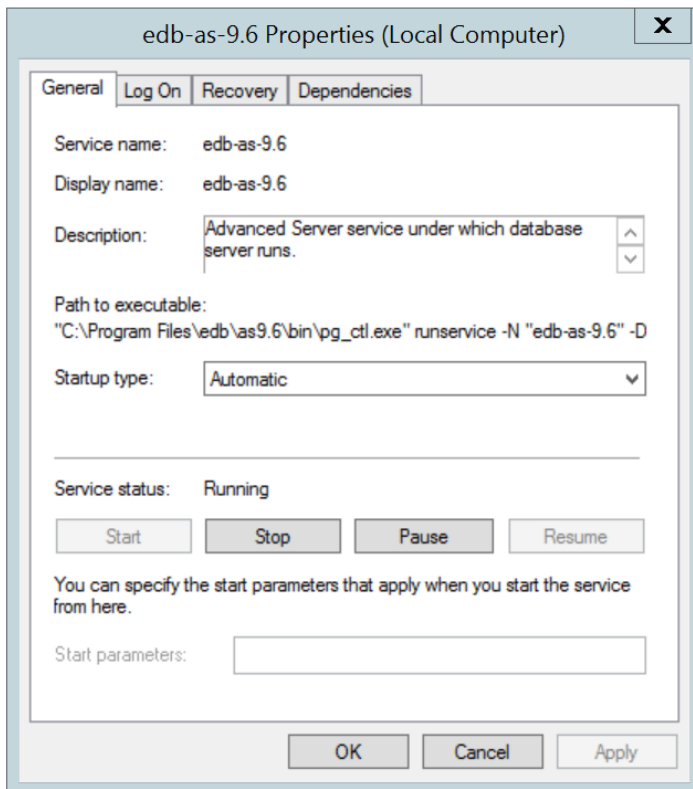 edb-as-9.6 Properties (Local Computer)
X
General Log On Recovery Dependencies
Service name: edb-as-9.6
Display name: edb-as-9.6
Description: Advanced Server service under which database
server runs.
Path to executable:
"C:\Program Files\edb\as9.6\bin\pg_ctl.exe" runservice -N "edb-as-9.6" -D
Startup type: Automatic
Service status: Running
Start Stop Pause Resume
You can specify the start parameters that apply when you start the service
from here.
Start parameters:
OK Cancel Apply